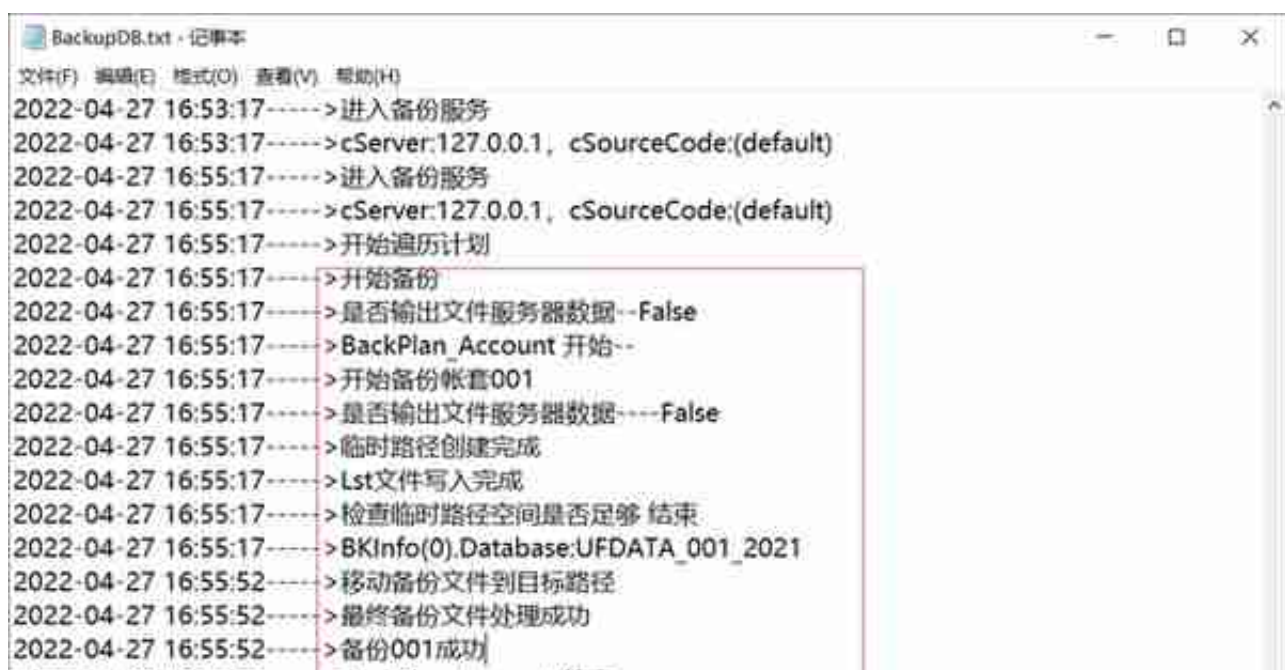 BackupDB.txt - 记事本
文件(F) 编辑(E) 格式(O) 查看(V) 帮助(H)
2022-04-27 16:53:17----->进入备份服务
2022-04-27 16:53:17----->cServer:127.0.0.1，cSourceCode:(default)
2022-04-27 16:55:17----->进入备份服务
2022-04-27 16:55:17----->cServer:127.0.0.1，cSourceCode:(default)
2022-04-27 16:55:17----->开始遍历计划
2022-04-27 16:55:17----->开始备份
2022-04-27 16:55:17----->是否输出文件服务器数据--False
2022-04-27 16:55:17----->BackPlan_Account 开始--
2022-04-27 16:55:17----->开始备份帐套001
2022-04-27 16:55:17----->是否输出文件服务器数据----False
2022-04-27 16:55:17----->临时路径创建完成
2022-04-27 16:55:17----->Lst文件写入完成
2022-04-27 16:55:17----->检查临时路径空间是否足够 结束
2022-04-27 16:55:17----->BKInfo(0).Database:UFDATA_001_2021
2022-04-27 16:55:52----->移动备份文件到目标路径
2022-04-27 16:55:52----->最终备份文件处理成功
2022-04-27 16:55:52----->备份001成功